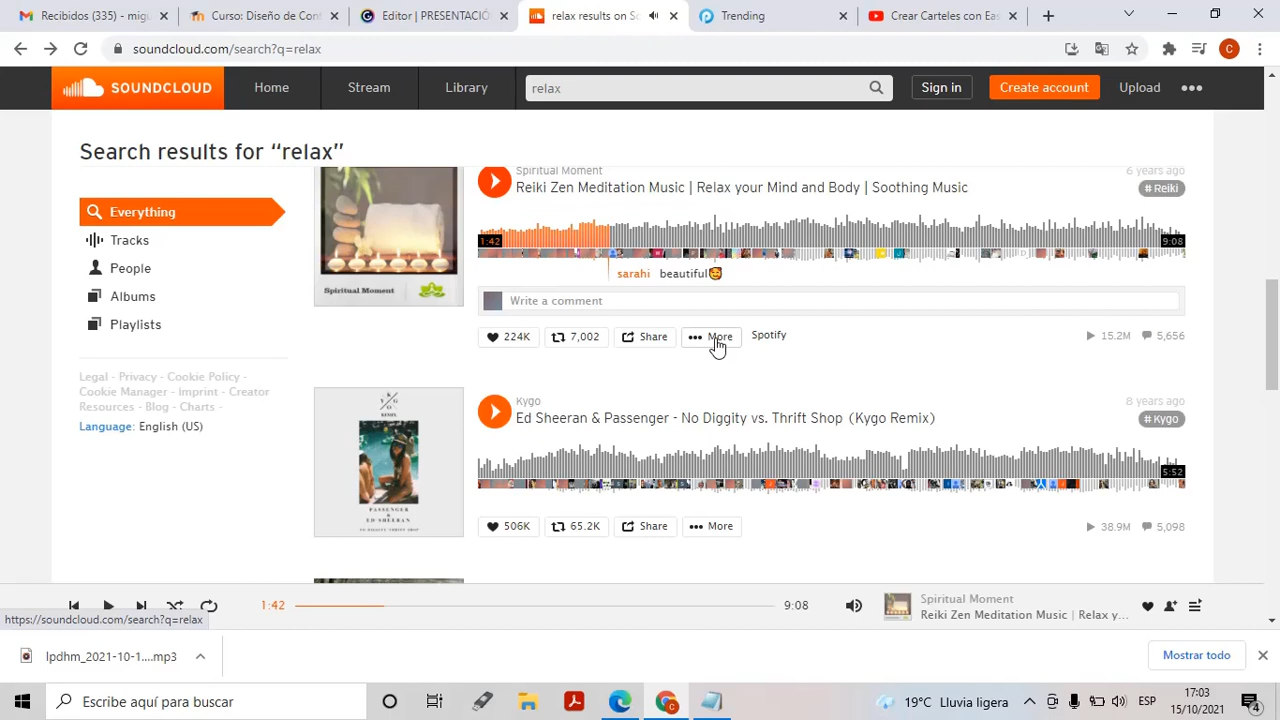 Recibidos (335) - migu
Curso: Diseño de Cont
Editor | PRESENTACIÓ
relax results on So
Trending
Crear Carteles con Eas
soundcloud.com/search?q=relax
C
SOUNDCLOUD
Home
Stream
Library
relax
Sign in
Create account
Upload
Search results for “relax”
Everything
Tracks
People
Albums
Playlists
Legal - Privacy - Cookie Policy -
Cookie Manager - Imprint - Creator
Resources - Blog - Charts -
Language: English (US)
Spiritual Moment
6 years ago
Reiki Zen Meditation Music | Relax your Mind and Body | Soothing Music
# Reiki
1:42
9:08
sarahi beautiful🥰
Write a comment
Spiritual Moment
224K
7,002
Share
More
Spotify
15.2M
5,656
Kygo
8 years ago
Ed Sheeran & Passenger - No Diggity vs. Thrift Shop (Kygo Remix)
# Kygo
5:52
PASSENGER
&
ED SHEERAN
506K
65.2K
Share
More
38.9M
5,098
1:42
9:08
Spiritual Moment
Reiki Zen Meditation Music | Relax y...
https://soundcloud.com/search?q=relax
lpdhm_2021-10-1....mp3
Mostrar todo
Escribe aquí para buscar
C
19°C Lluvia ligera
ESP
17:03
15/10/2021
4